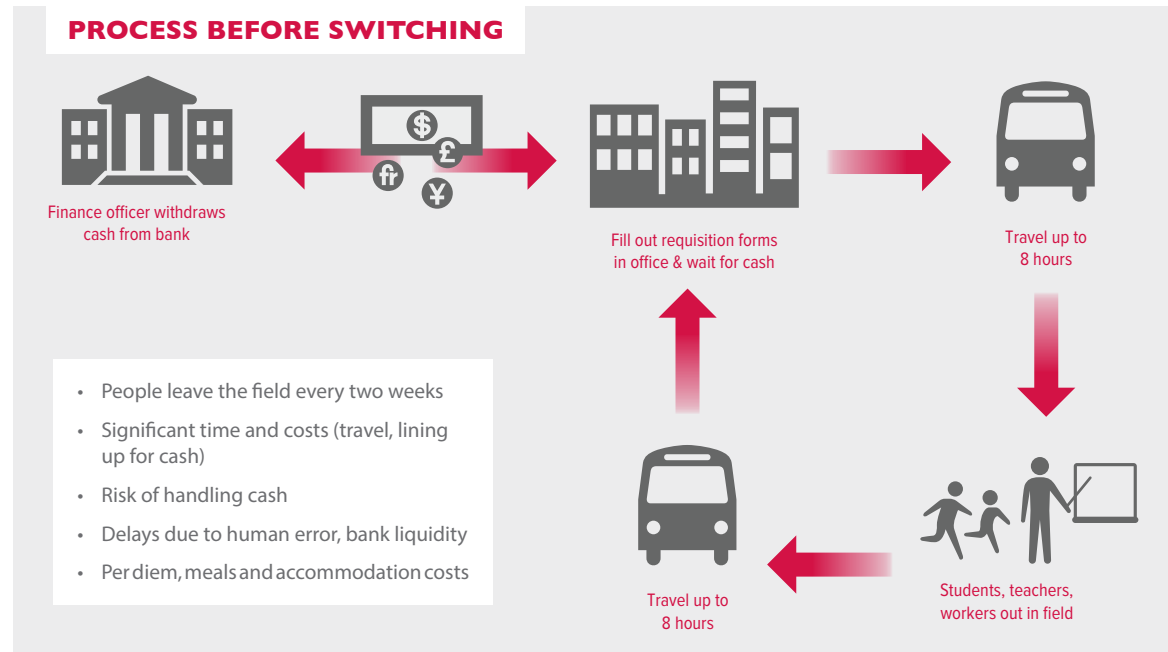 PROCESS BEFORE SWITCHING
$
£
fr
¥
Finance officer withdraws
cash from bank
Fill out requisition forms
in office & wait for cash
Travel up to
8 hours
• People leave the field every two weeks
• Significant time and costs (travel, lining
up for cash)
• Risk of handling cash
• Delays due to human error, bank liquidity
• Per diem, meals and accommodation costs
Travel up to
8 hours
Students, teachers,
workers out in field